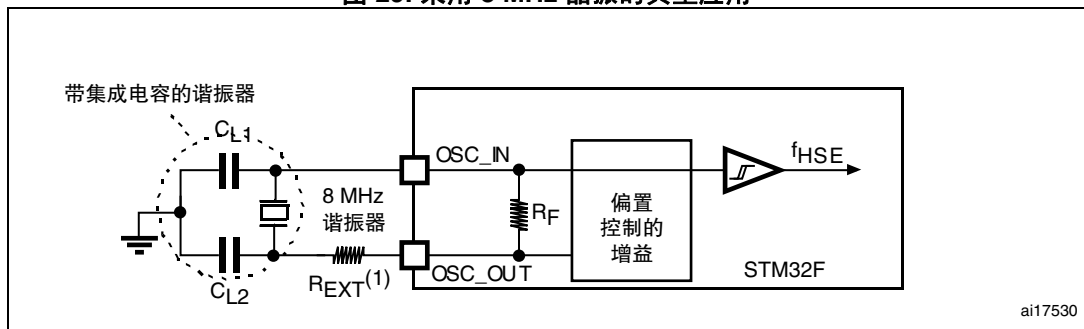 带集成电容的谐振器
CL1
OSC_IN
fHSE
8 MHz
谐振器
RF
偏置
控制的
增益
OSC_OUT
STM32F
REXT(1)
CL2
ai17530